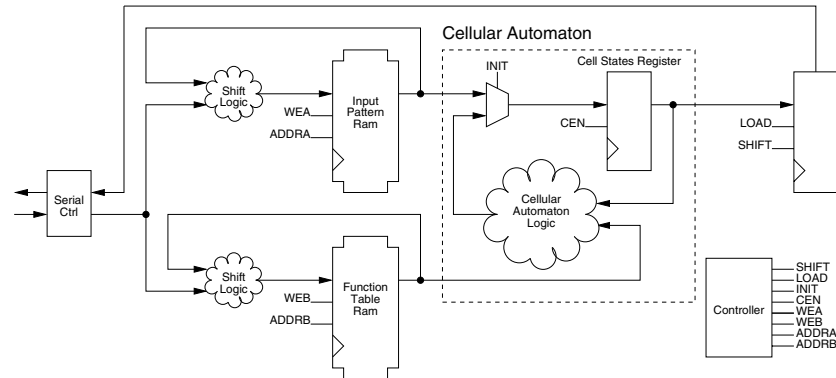 Cellular Automaton
INIT
Cell States Register
Shift
Logic
Input
Pattern
Ram
WEA
ADDRA
CEN
LOAD
SHIFT
Serial
Ctrl
Cellular
Automaton
Logic
Shift
Logic
Function
Table
Ram
WEB
ADDRB
Controller
SHIFT
LOAD
INIT
CEN
WEA
WEB
ADDRA
ADDRB